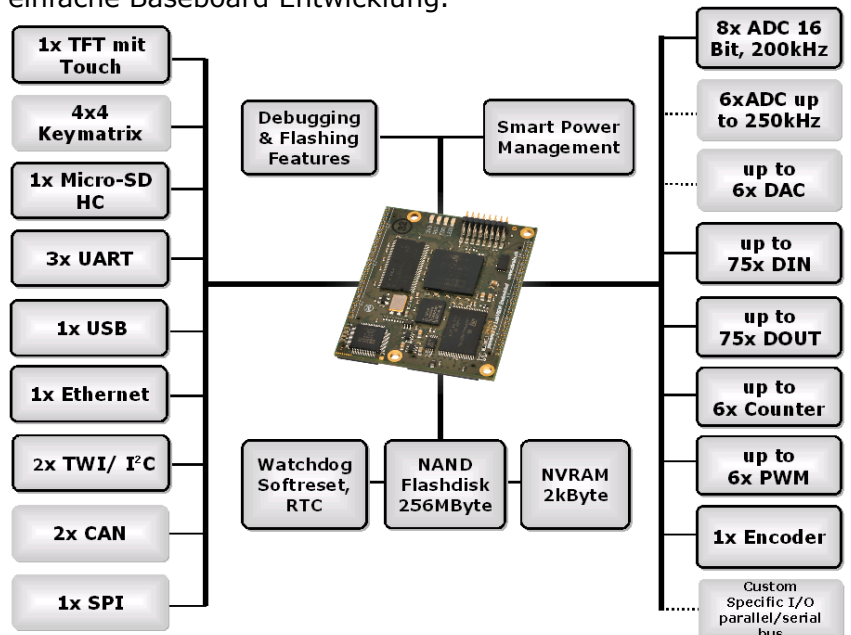 einfache Baseboard Entwicklung.
1x TFT mit
Touch
4x4
Keymatrix
1x Micro-SD
HC
3x UART
1x USB
1x Ethernet
2x TWI/ I²C
2x CAN
1x SPI
Debugging
& Flashing
Features
Smart Power
Management
Watchdog
Softreset,
RTC
NAND
Flashdisk
256MByte
NVRAM
2kByte
8x ADC 16
Bit, 200kHz
6xADC up
to 250kHz
up to
6x DAC
up to
75x DIN
up to
75x DOUT
up to
6x Counter
up to
6x PWM
1x Encoder
Custom
Specific I/O
parallel/serial
bus